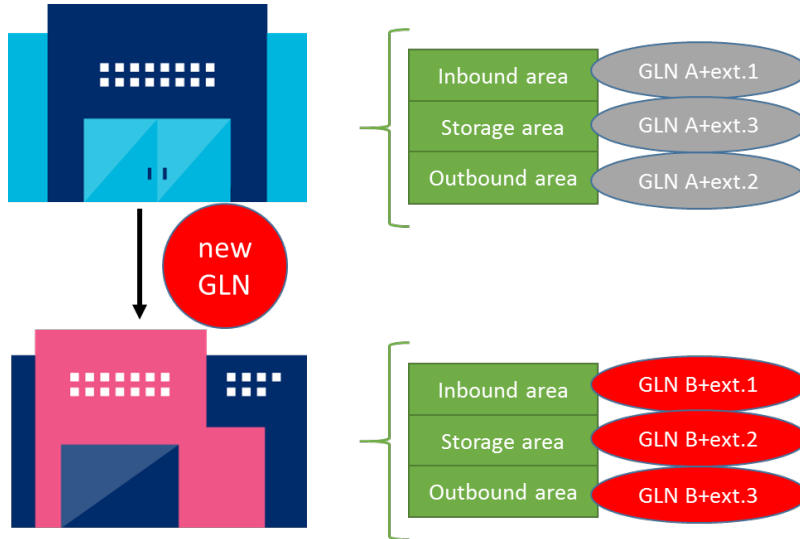 Inbound area
GLN A+ext.1
Storage area
GLN A+ext.3
Outbound area
GLN A+ext.2
new
GLN
Inbound area
GLN B+ext.1
Storage area
GLN B+ext.2
Outbound area
GLN B+ext.3